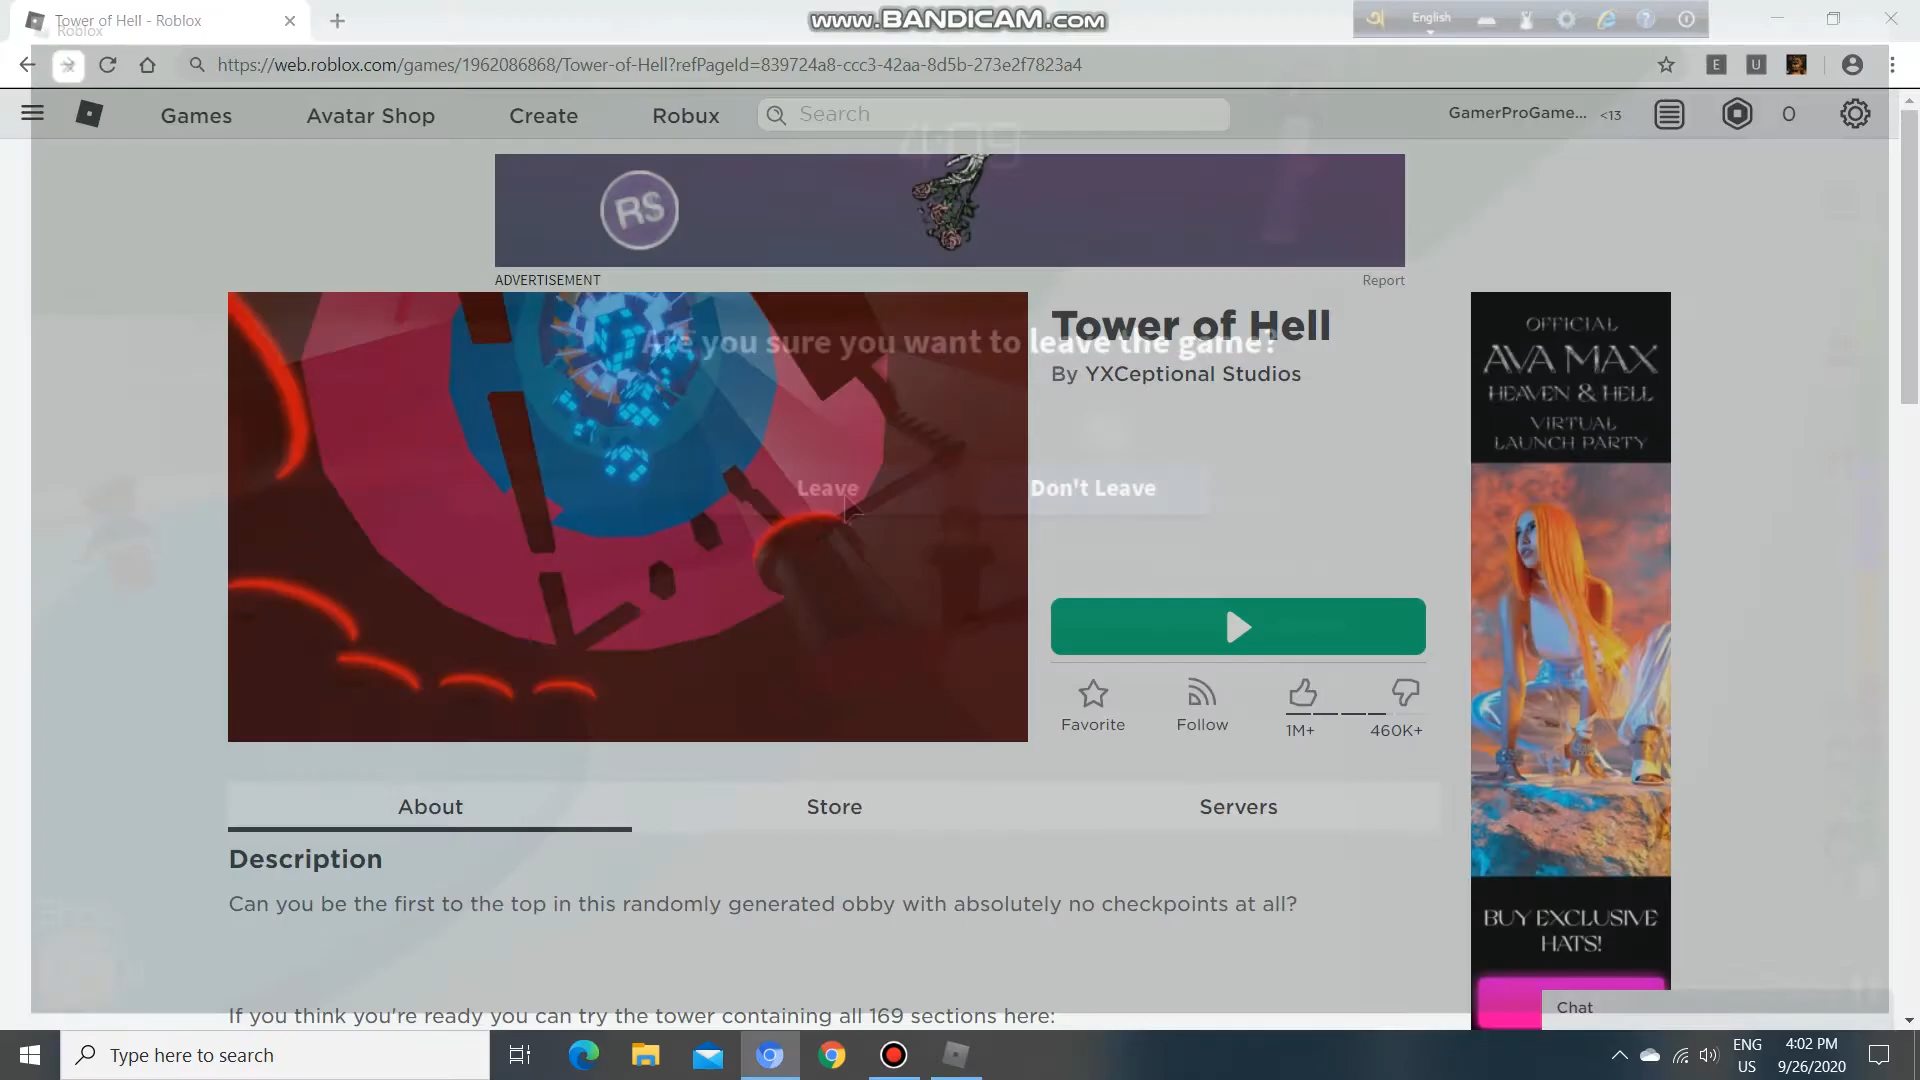 Tower of Hell - Roblox
Roblox
www.BANDICAM.com
English
https://web.roblox.com/games/1962086868/Tower-of-Hell?refPageId=839724a8-ccc3-42aa-8d5b-273e2f7823a4
E
U
Games
Avatar Shop
Create
Robux
Search
GamerProGame...
<13
0
4:09
RS
ADVERTISEMENT
Report
Tower of Hell
Are you sure you want to leave the game?
By YXCeptional Studios
Leave
Don't Leave
Favorite
Follow
1M+
460K+
OFFICIAL
AVA MAX
HEAVEN & HELL
VIRTUAL
LAUNCH PARTY
BUY EXCLUSIVE
HATS!
About
Store
Servers
Description
Can you be the first to the top in this randomly generated obby with absolutely no checkpoints at all?
If you think you're ready you can try the tower containing all 169 sections here:
Chat
Type here to search
ENG
US
4:02 PM
9/26/2020